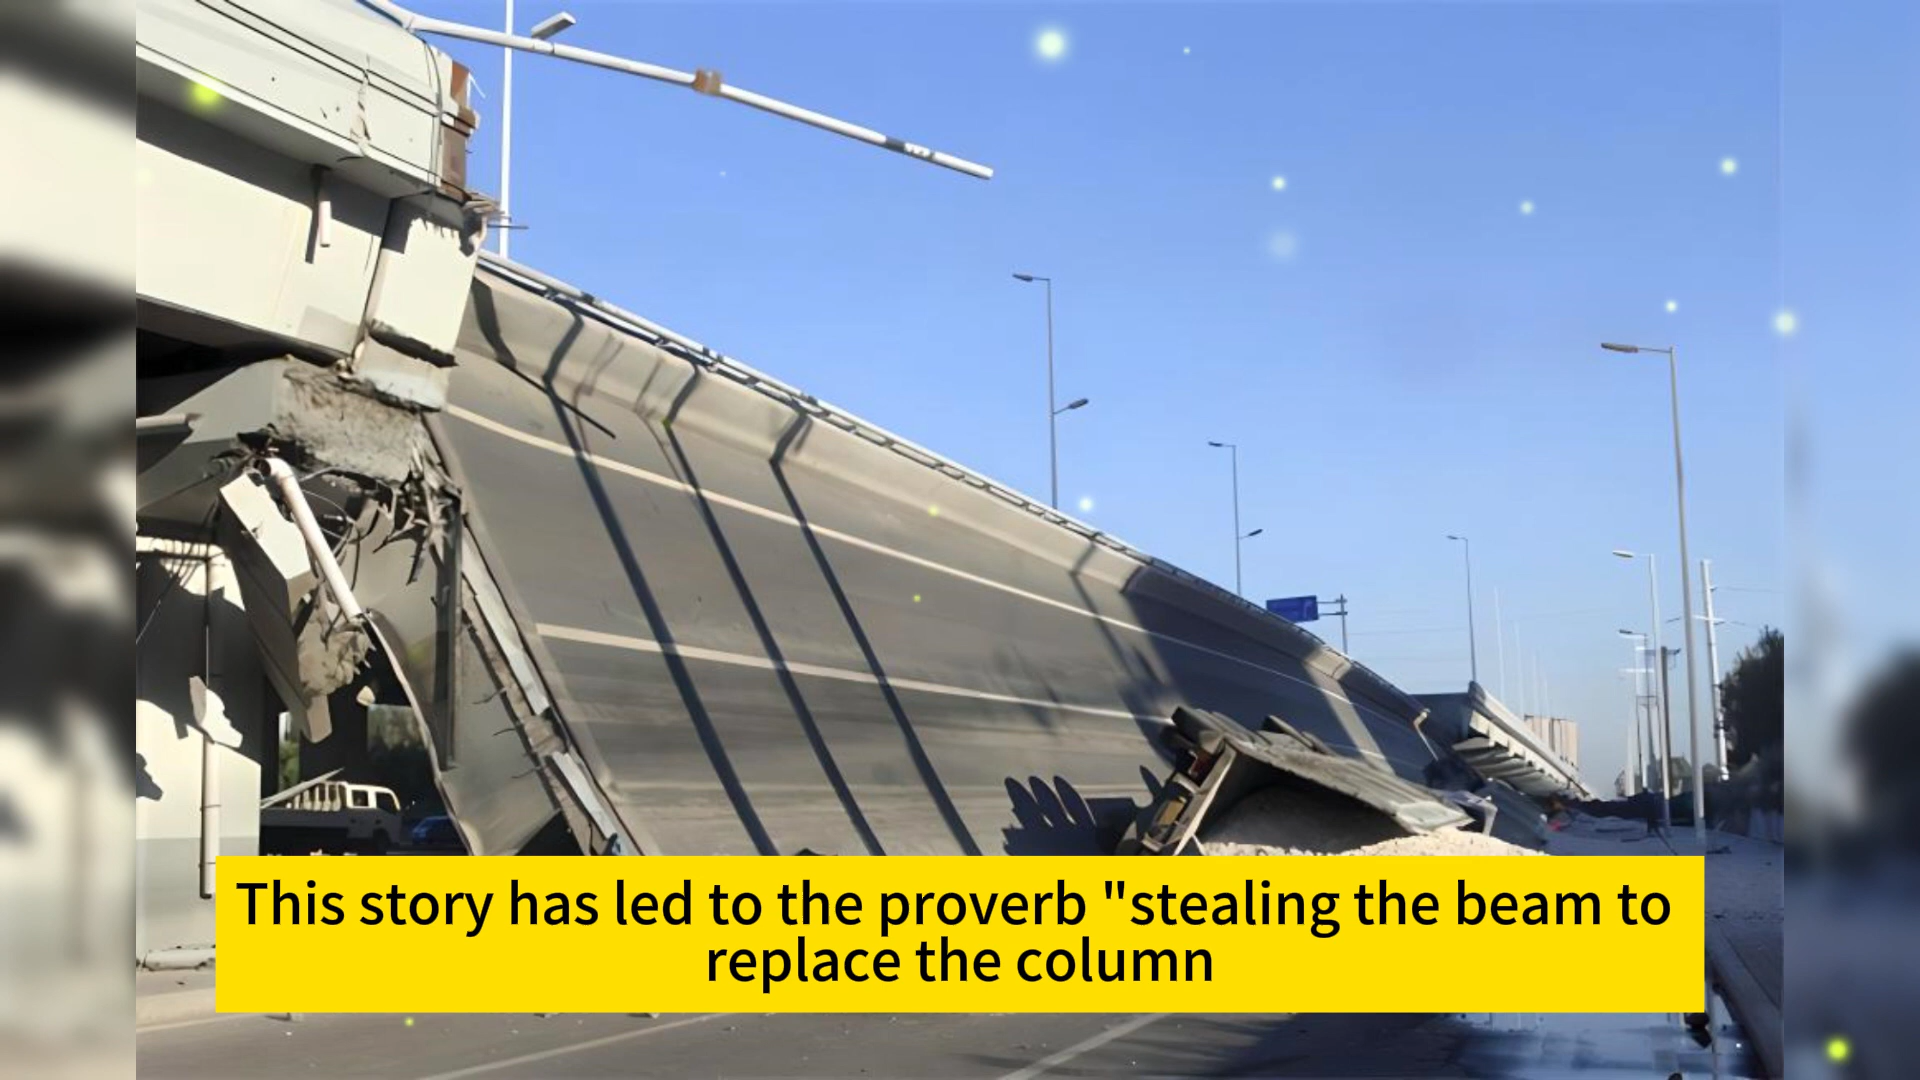 This story has led to the proverb "stealing the beam to
replace the column